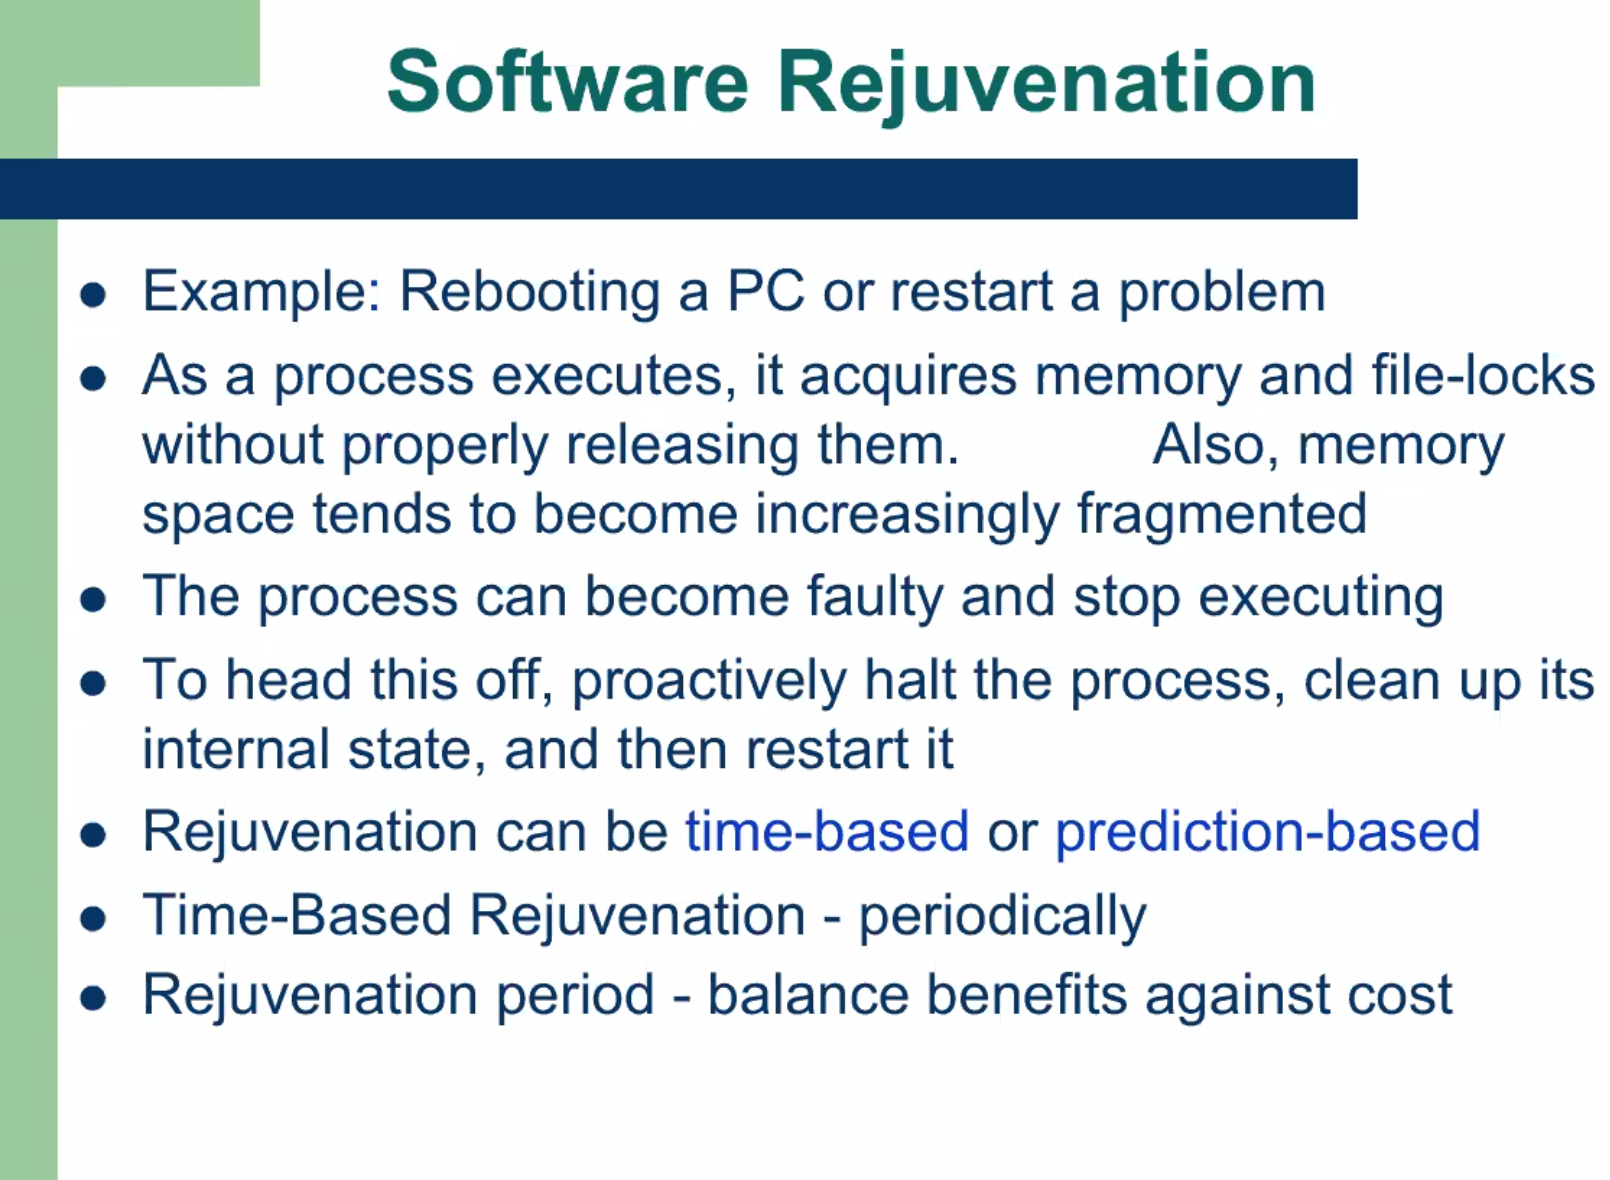 Software Rejuvenation
● Example: Rebooting a PC or restart a problem
● As a process executes, it acquires memory and file-locks
without properly releasing them. Also, memory
space tends to become increasingly fragmented
● The process can become faulty and stop executing
● To head this off, proactively halt the process, clean up its
internal state, and then restart it
● Rejuvenation can be time-based or prediction-based
● Time-Based Rejuvenation - periodically
● Rejuvenation period - balance benefits against cost